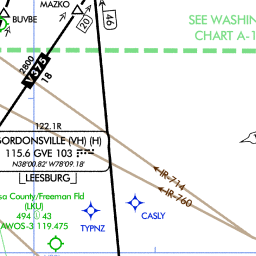 MAZKO
BUVBE
20
46
SEE WASHIN
CHART A-1
2800
V375
18
122.1R
GORDONSVILLE (VH) (H)
115.6 GVE 103
N38°00.82' W78°09.18'
LEESBURG
IR-714
IR-760
sa County/Freeman Fld
(LKU)
494 43
AWOS-3 119.475
TYPNZ
CASLY